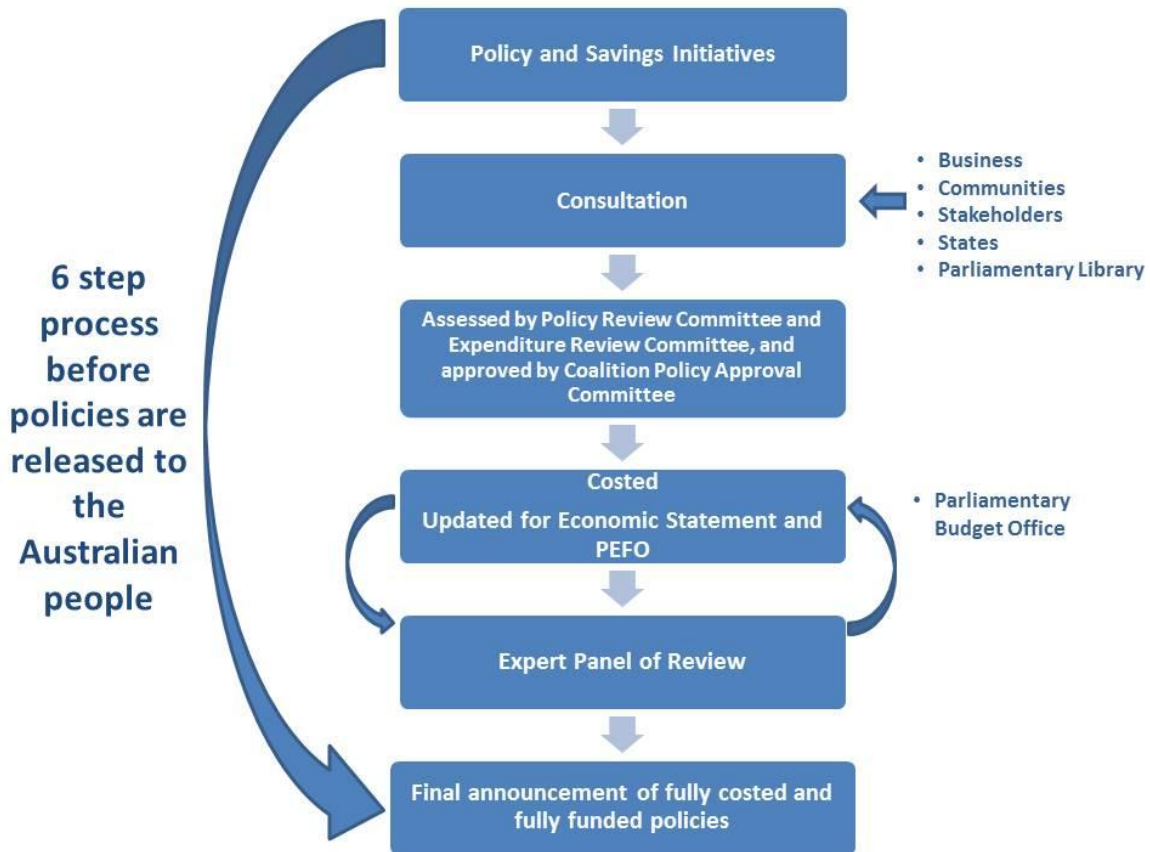 6 step
process
before
policies are
released to
the
Australian
people
Policy and Savings Initiatives
Consultation
• Business
• Communities
• Stakeholders
• States
• Parliamentary Library
Assessed by Policy Review Committee and
Expenditure Review Committee, and
approved by Coalition Policy Approval
Committee
Costed
Updated for Economic Statement and
PEFO
• Parliamentary
Budget Office
Expert Panel of Review
Final announcement of fully costed and
fully funded policies